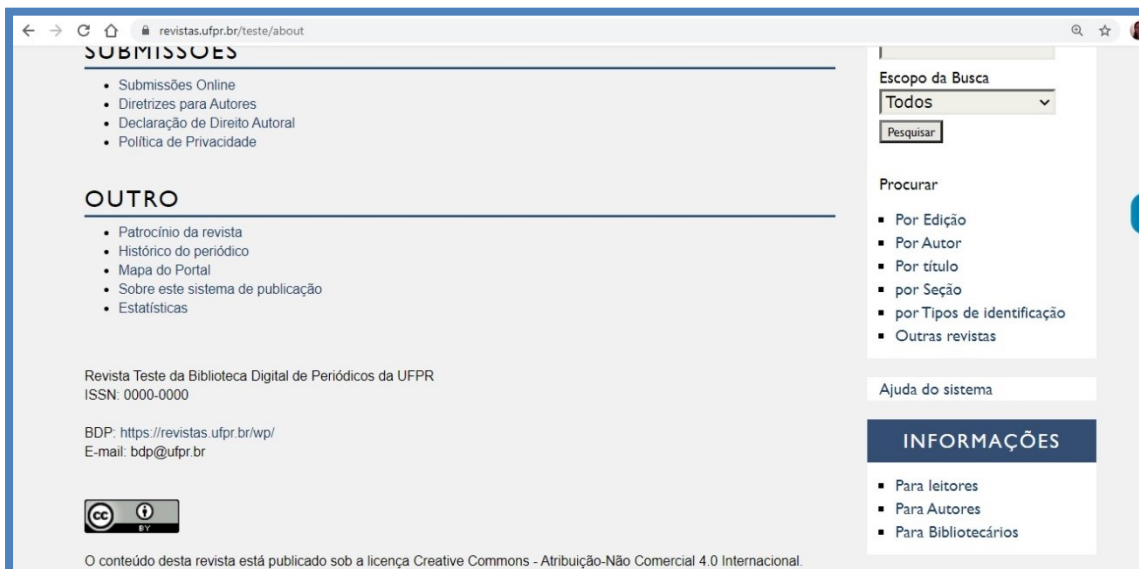 revistas.ufpr.br/teste/about
SUBMISSÕES
Submissões Online
Diretrizes para Autores
Declaração de Direito Autoral
Política de Privacidade
OUTRO
Patrocínio da revista
Histórico do periódico
Mapa do Portal
Sobre este sistema de publicação
Estatísticas
Revista Teste da Biblioteca Digital de Periódicos da UFPR
ISSN: 0000-0000
BDP: https://revistas.ufpr.br/wp/
E-mail: bdp@ufpr.br
cc
BY
O conteúdo desta revista está publicado sob a licença Creative Commons - Atribuição-Não Comercial 4.0 Internacional.
Escopo da Busca
Todos
Pesquisar
Procurar
Por Edição
Por Autor
Por título
por Seção
por Tipos de identificação
Outras revistas
Ajuda do sistema
INFORMAÇÕES
Para leitores
Para Autores
Para Bibliotecários